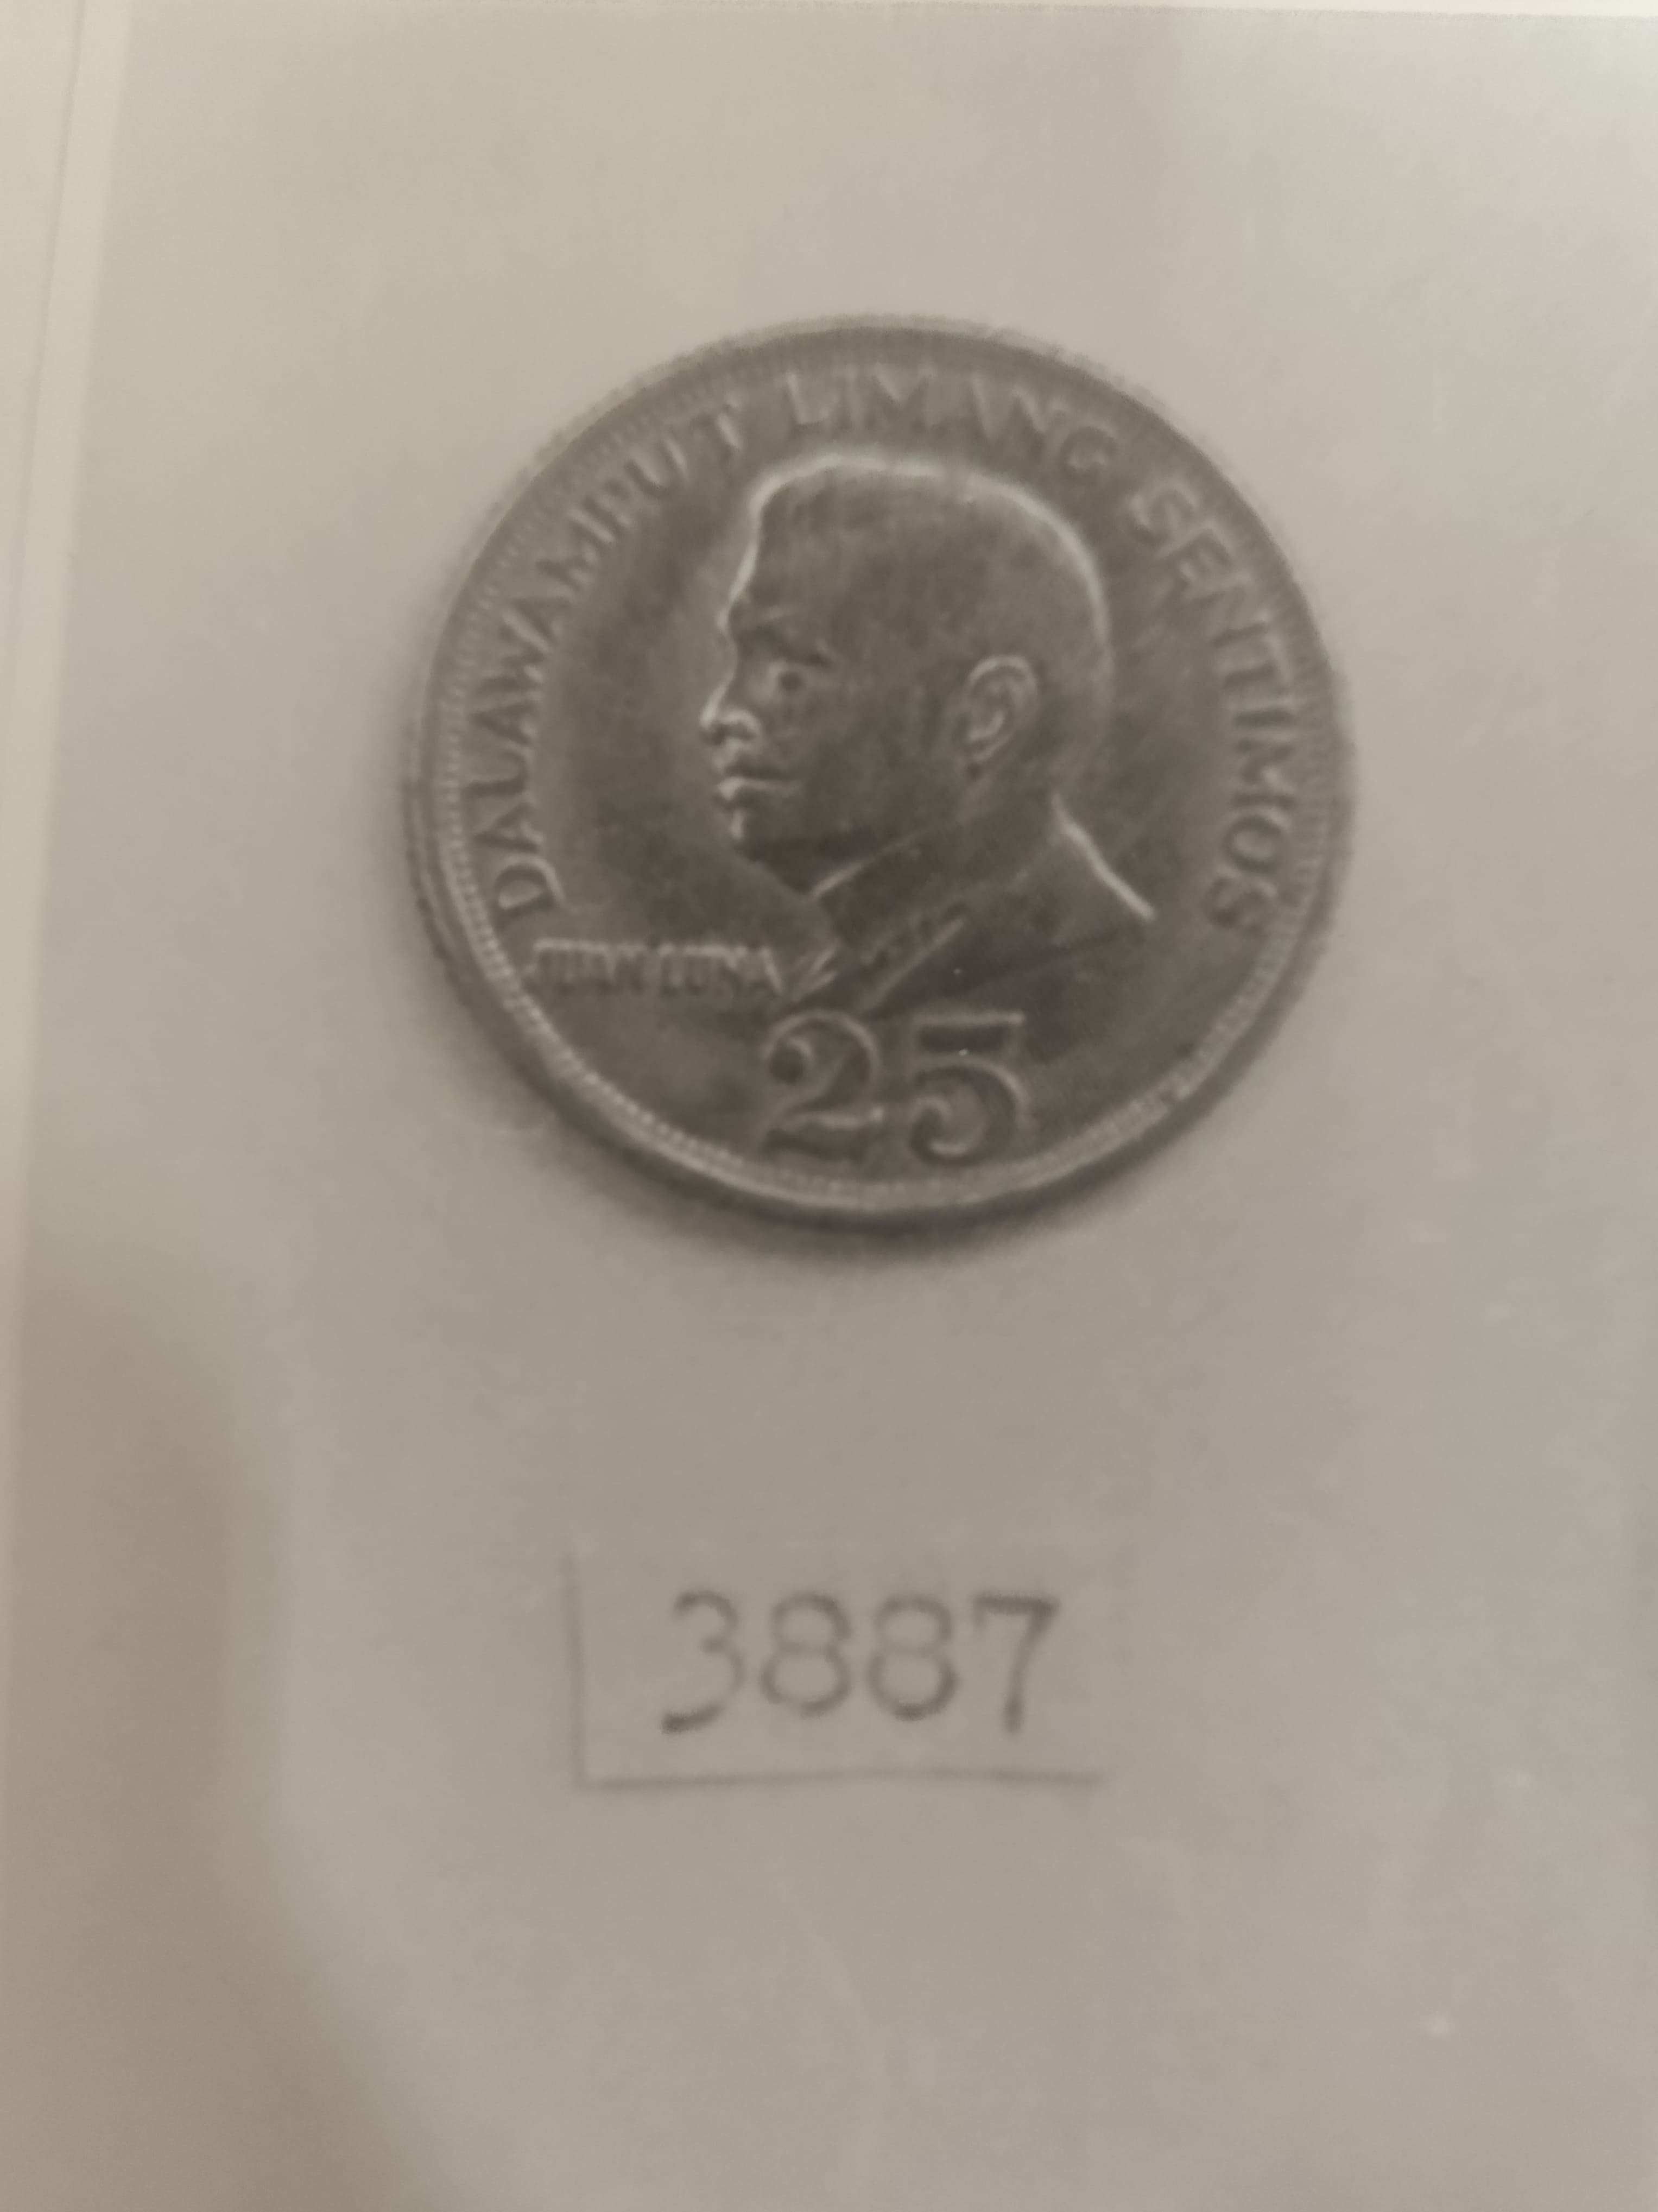 DALAWAMPUT LIMANG SENTIMOS
JUAN LUNA
25
3887